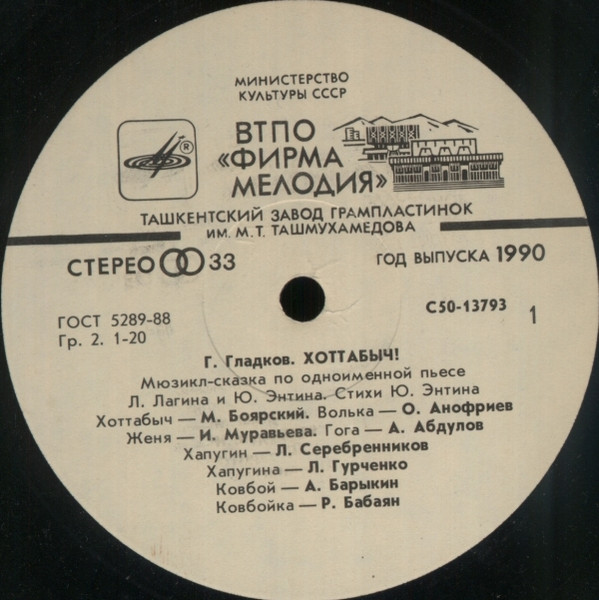 МИНИСТЕРСТВО
КУЛЬТУРЫ СССР
ВТПО
«ФИРМА
МЕЛОДИЯ»
®
ТАШКЕНТСКИЙ ЗАВОД ГРАМПЛАСТИНОК
ИМ. М. Т. ТАШМУХАМЕДОВА
СТЕРЕО 33
ГОД ВЫПУСКА 1990
ГОСТ 5289-88
Гр. 2. 1-20
С50-13793
1
Г. Гладков. ХОТТАБЫЧ!
Мюзикл-сказка по одноименной пьесе
Л. Лагина и Ю. Энтина. Стихи Ю. Энтина
Хоттабыч — М. Боярский. Волька — О. Анофриев
Женя — И. Муравьева. Гога — А. Абдулов
Хапугин — Л. Серебренников
Хапугина — Л. Гурченко
Ковбой — А. Барыкин
Ковбойка — Р. Бабаян